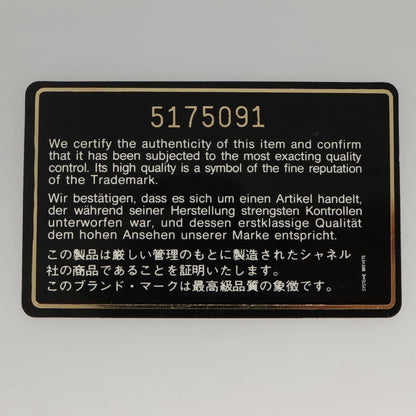 5175091
We certify the authenticity of this item and confirm
that it has been subjected to the most exacting quality
control. Its high quality is a symbol of the fine reputation
of the Trademark.
Wir bestätigen, dass es sich um einen Artikel handelt,
der während seiner Herstellung strengsten Kontrollen
unterworfen war, und dessen erstklassige Qualität
dem hohen Ansehen unserer Marke entspricht.
この製品は厳しい管理のもとに製造されたシャネル
社の商品であることを証明いたします。
このブランド・マークは最高級品質の象徴です。